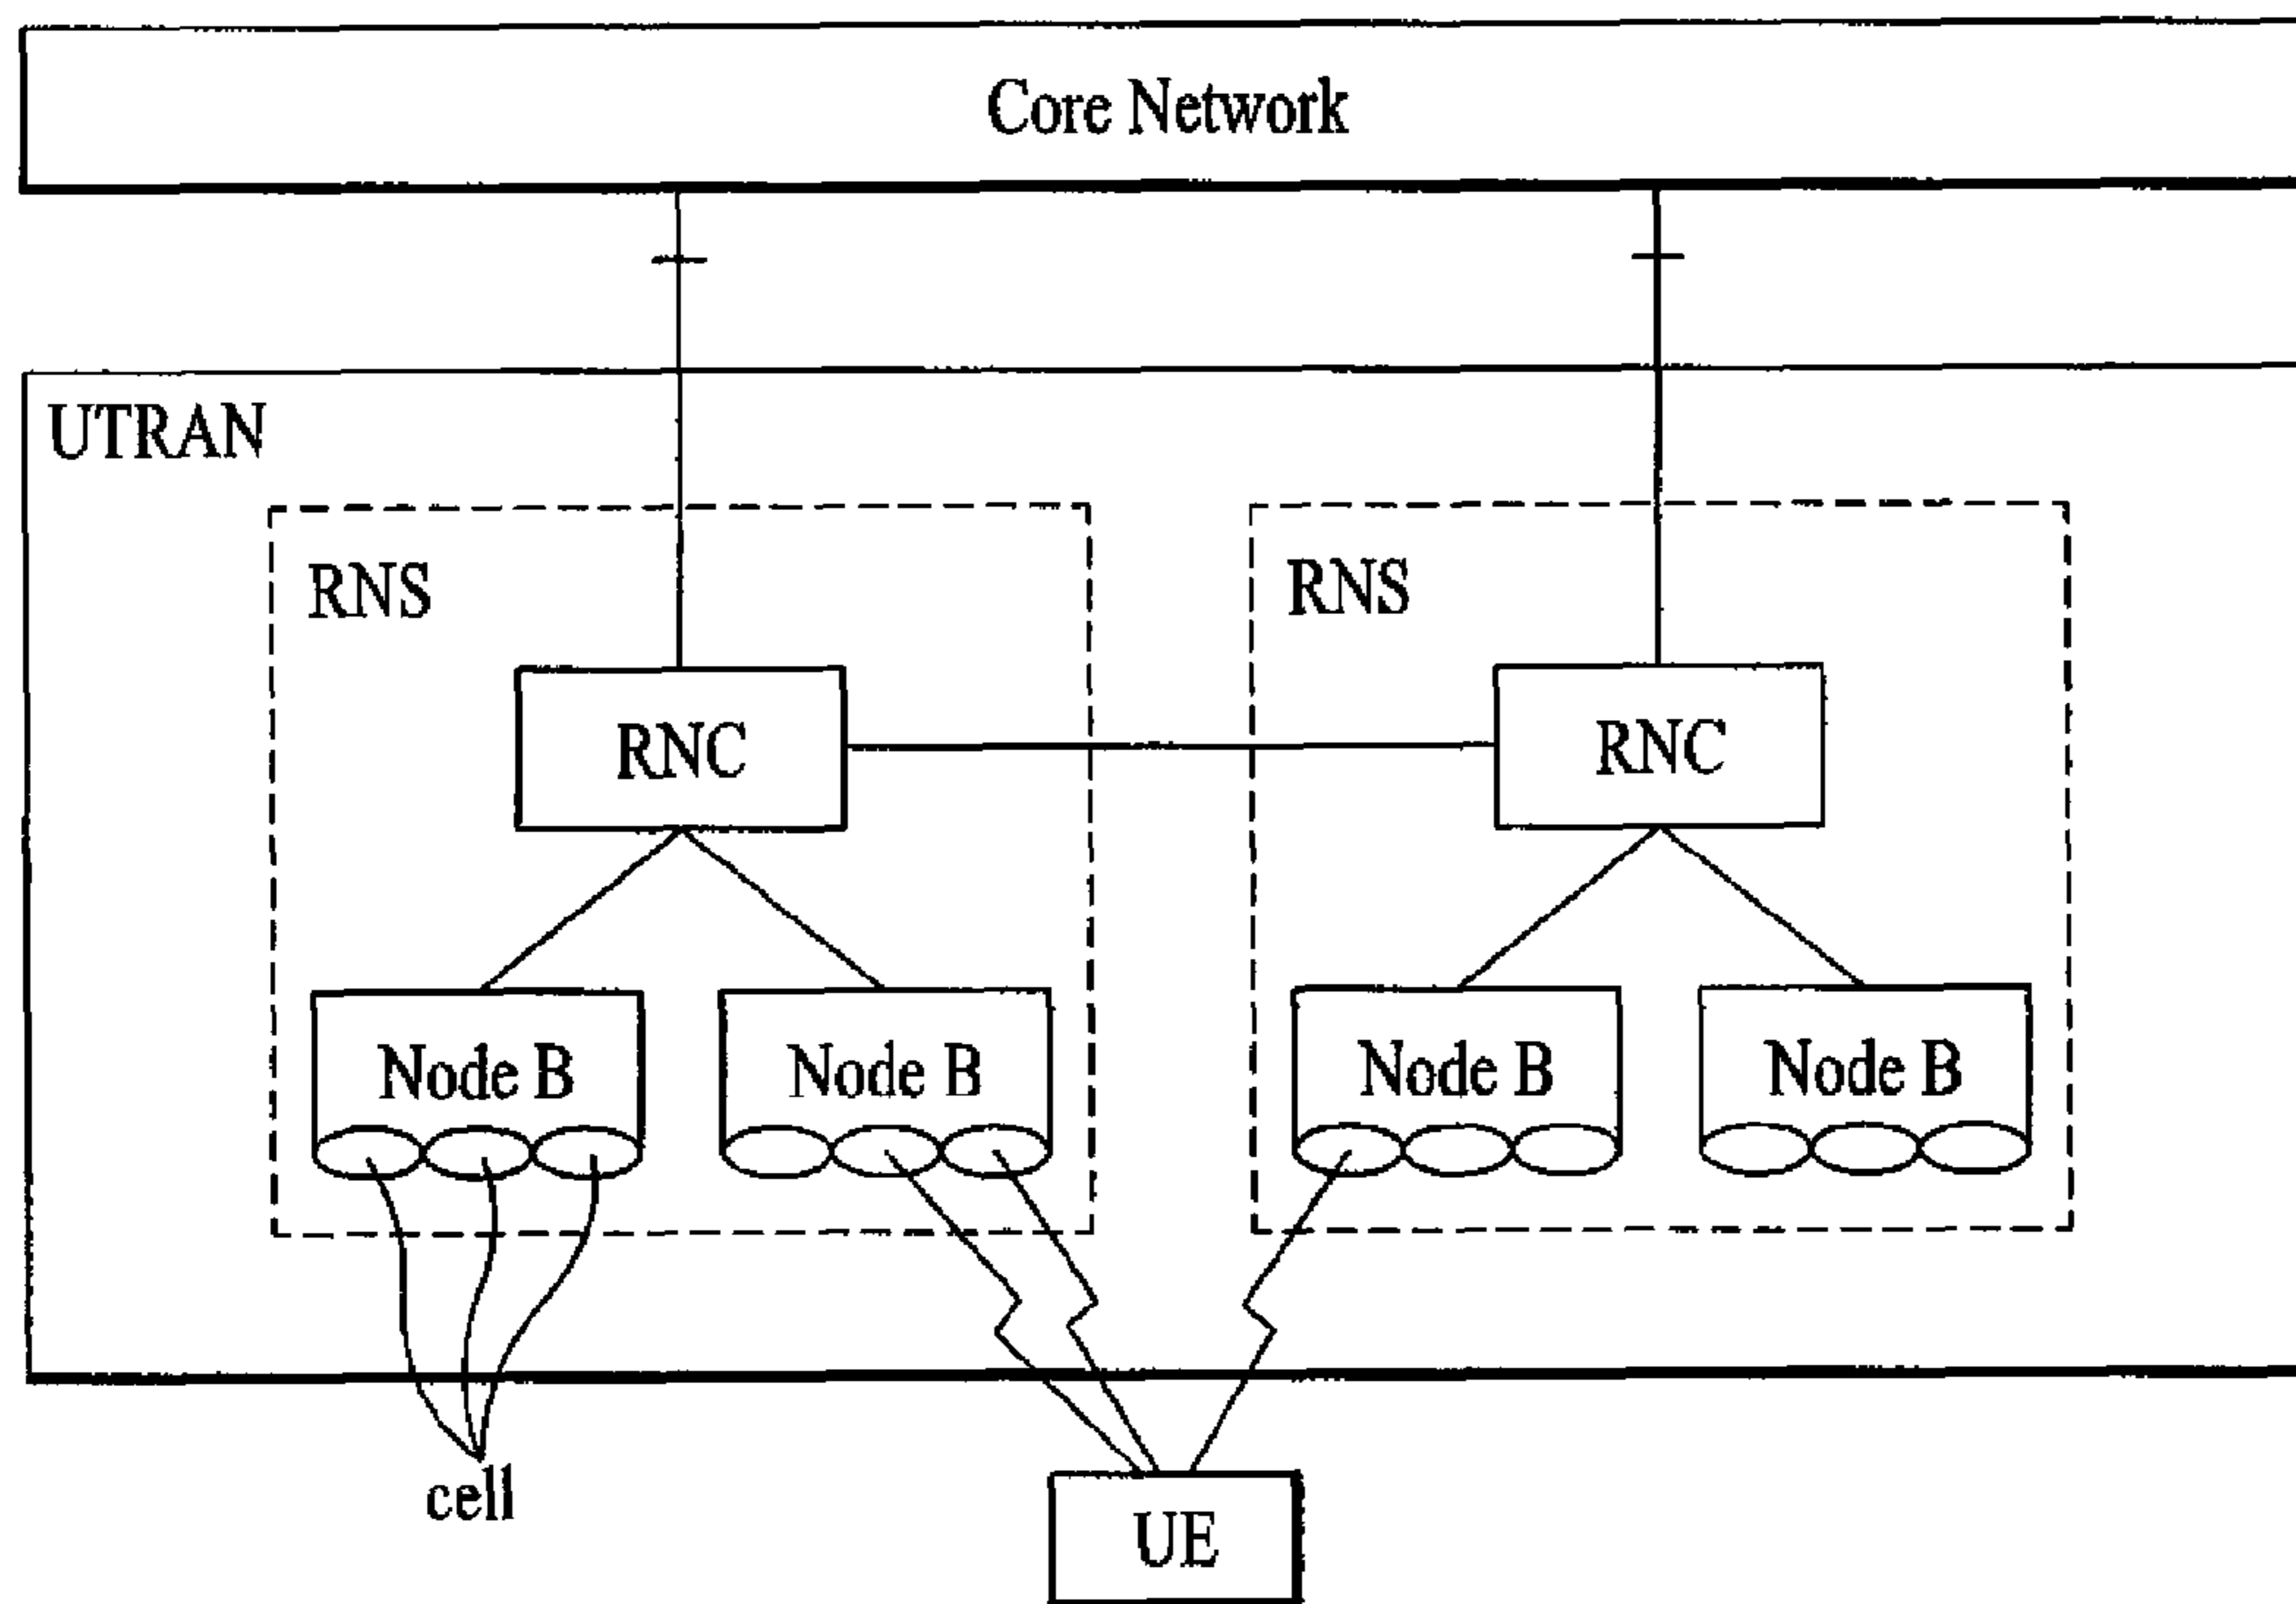 Core Network
UTRAN
RNS
RNS
RNC
RNC
Node B
Node B
Node B
Node B
cell
UE